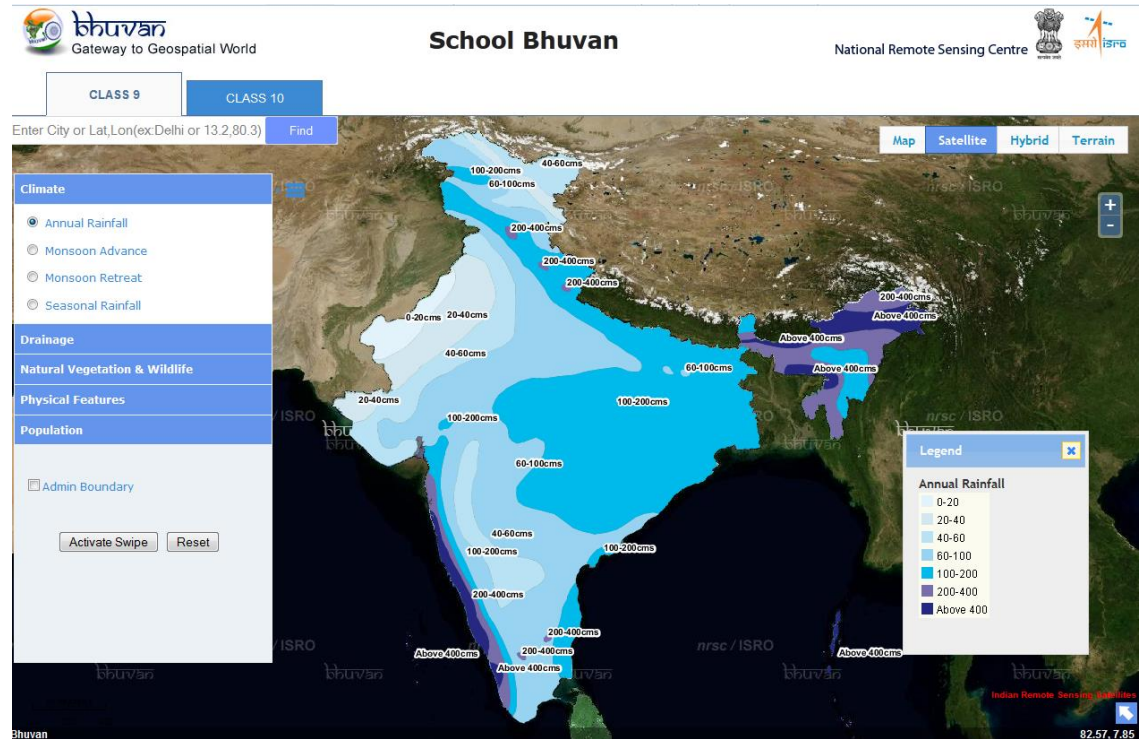 bhuvan
Gateway to Geospatial World
School Bhuvan
National Remote Sensing Centre
इसरो isro
CLASS 9
CLASS 10
Enter City or Lat,Lon(ex:Delhi or 13.2,80.3)
Find
Map
Satellite
Hybrid
Terrain
Climate
Annual Rainfall
Monsoon Advance
Monsoon Retreat
Seasonal Rainfall
Drainage
Natural Vegetation & Wildlife
Physical Features
Population
Admin Boundary
Activate Swipe
Reset
+
-
40-60cms
100-200cms
60-100cms
200-400cms
200-400cms
200-400cms
200-400cms
Above 400cms
0-20cms
20-40cms
Above 400cms
40-60cms
60-100cms
Above 400cms
20-40cms
100-200cms
100-200cms
60-100cms
40-60cms
100-200cms
100-200cms
200-400cms
200-400cms
200-400cms
Above 400cms
Above 400cms
Above 400cms
nrsc / ISRO
bhuvan
Legend
Annual Rainfall
0-20
20-40
40-60
60-100
100-200
200-400
Above 400
Indian Remote Sensing Satellites
Bhuvan
82.57, 7.85